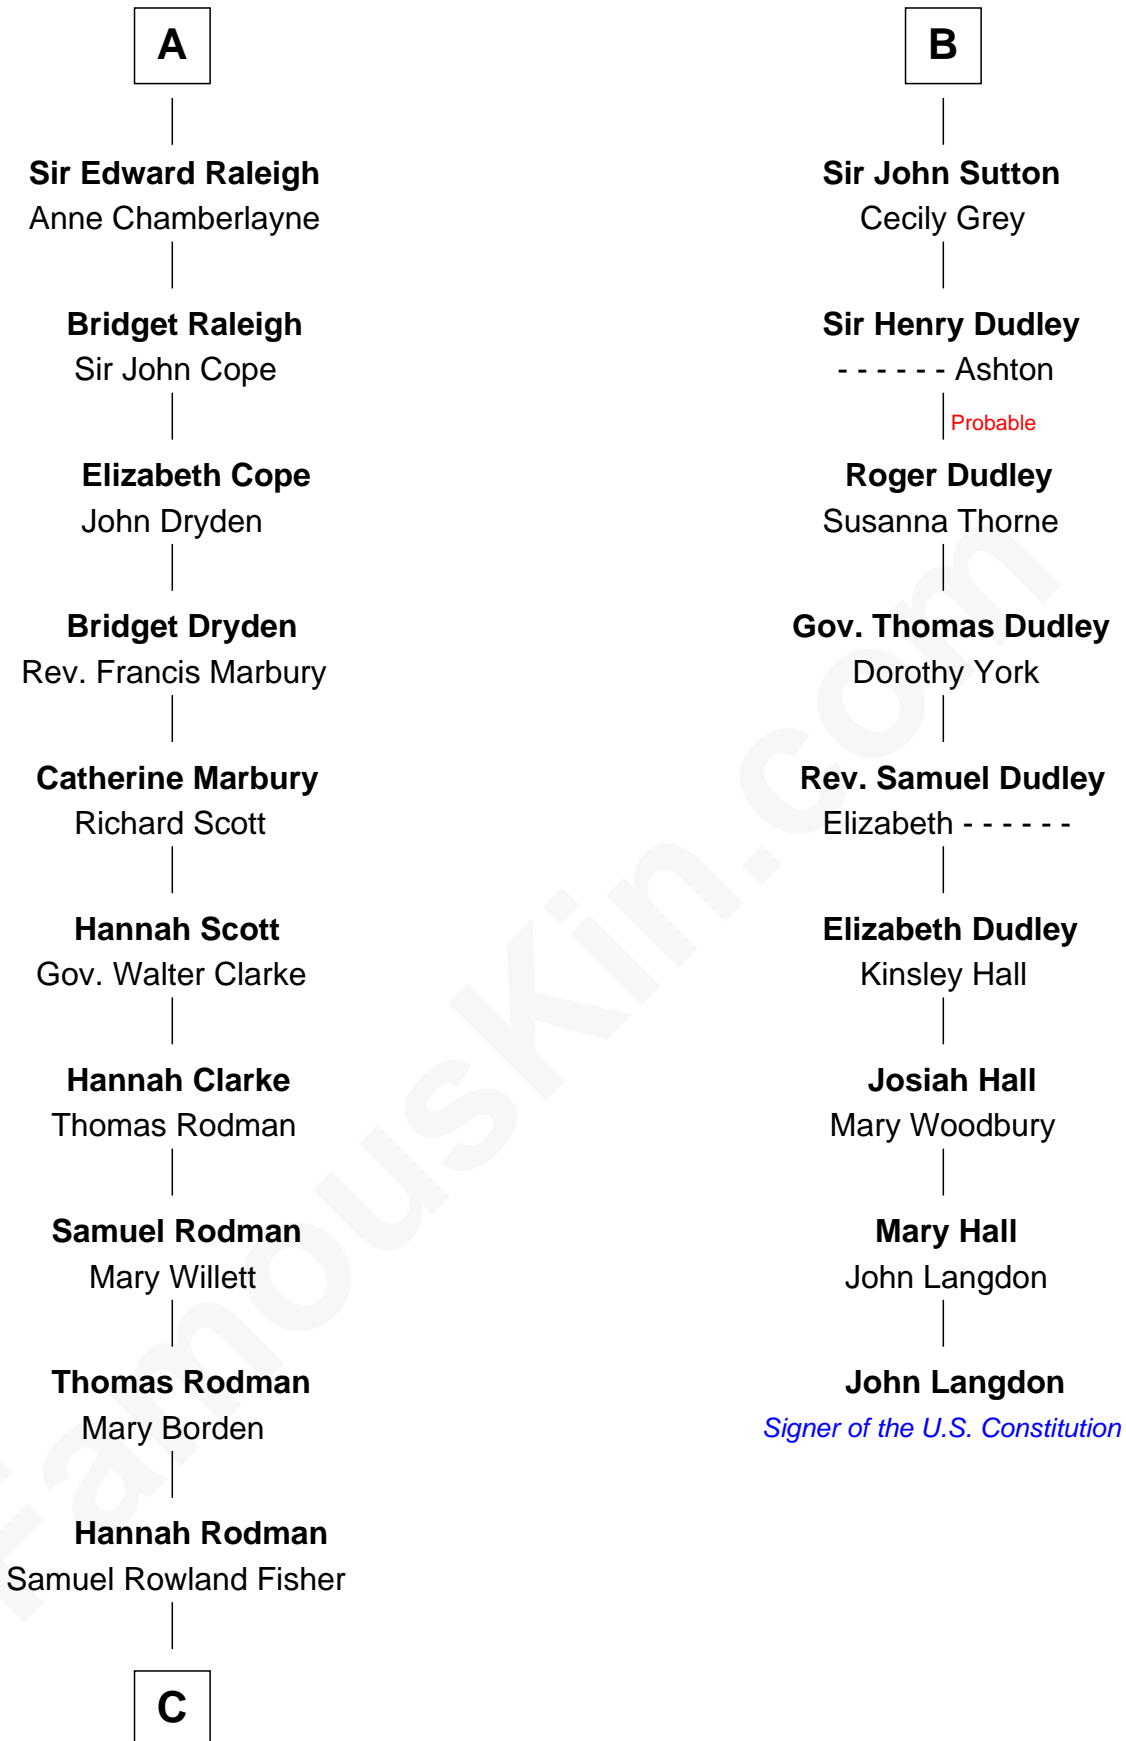 A
Sir Edward Raleigh
Anne Chamberlayne
Bridget Raleigh
Sir John Cope
Elizabeth Cope
John Dryden
Bridget Dryden
Rev. Francis Marbury
Catherine Marbury
Richard Scott
Hannah Scott
Gov. Walter Clarke
Hannah Clarke
Thomas Rodman
Samuel Rodman
Mary Willett
Thomas Rodman
Mary Borden
Hannah Rodman
Samuel Rowland Fisher
C
B
Sir John Sutton
Cecily Grey
Sir Henry Dudley
- - - - - - Ashton
Probable
Roger Dudley
Susanna Thorne
Gov. Thomas Dudley
Dorothy York
Rev. Samuel Dudley
Elizabeth - - - - - -
Elizabeth Dudley
Kinsley Hall
Josiah Hall
Mary Woodbury
Mary Hall
John Langdon
John Langdon
Signer of the U.S. Constitution
FamousKin.com